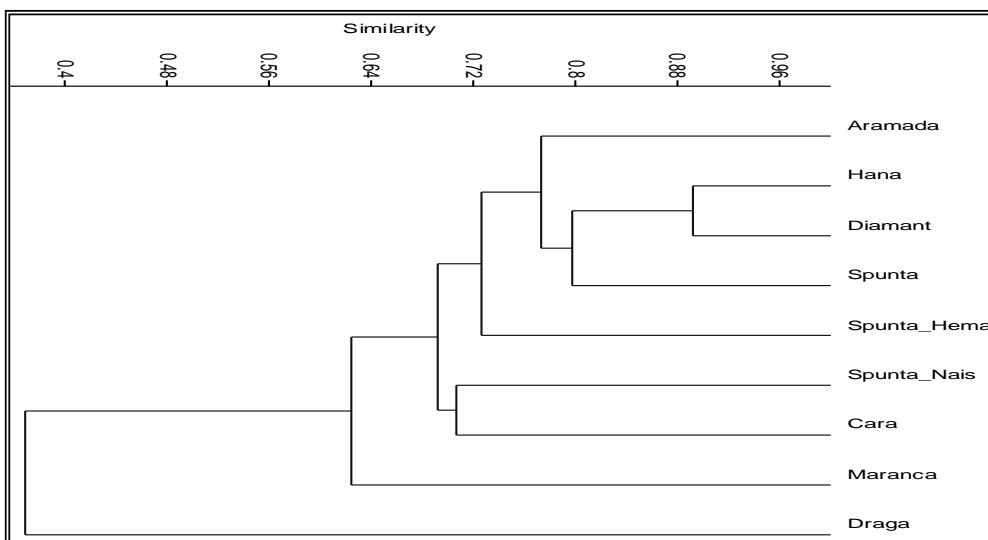 Similarity
0.4 0.48 0.56 0.64 0.72 0.8 0.88 0.96
Aramada
Hana
Diamant
Spunta
Spunta_Hema
Spunta_Nais
Cara
Maranca
Draga